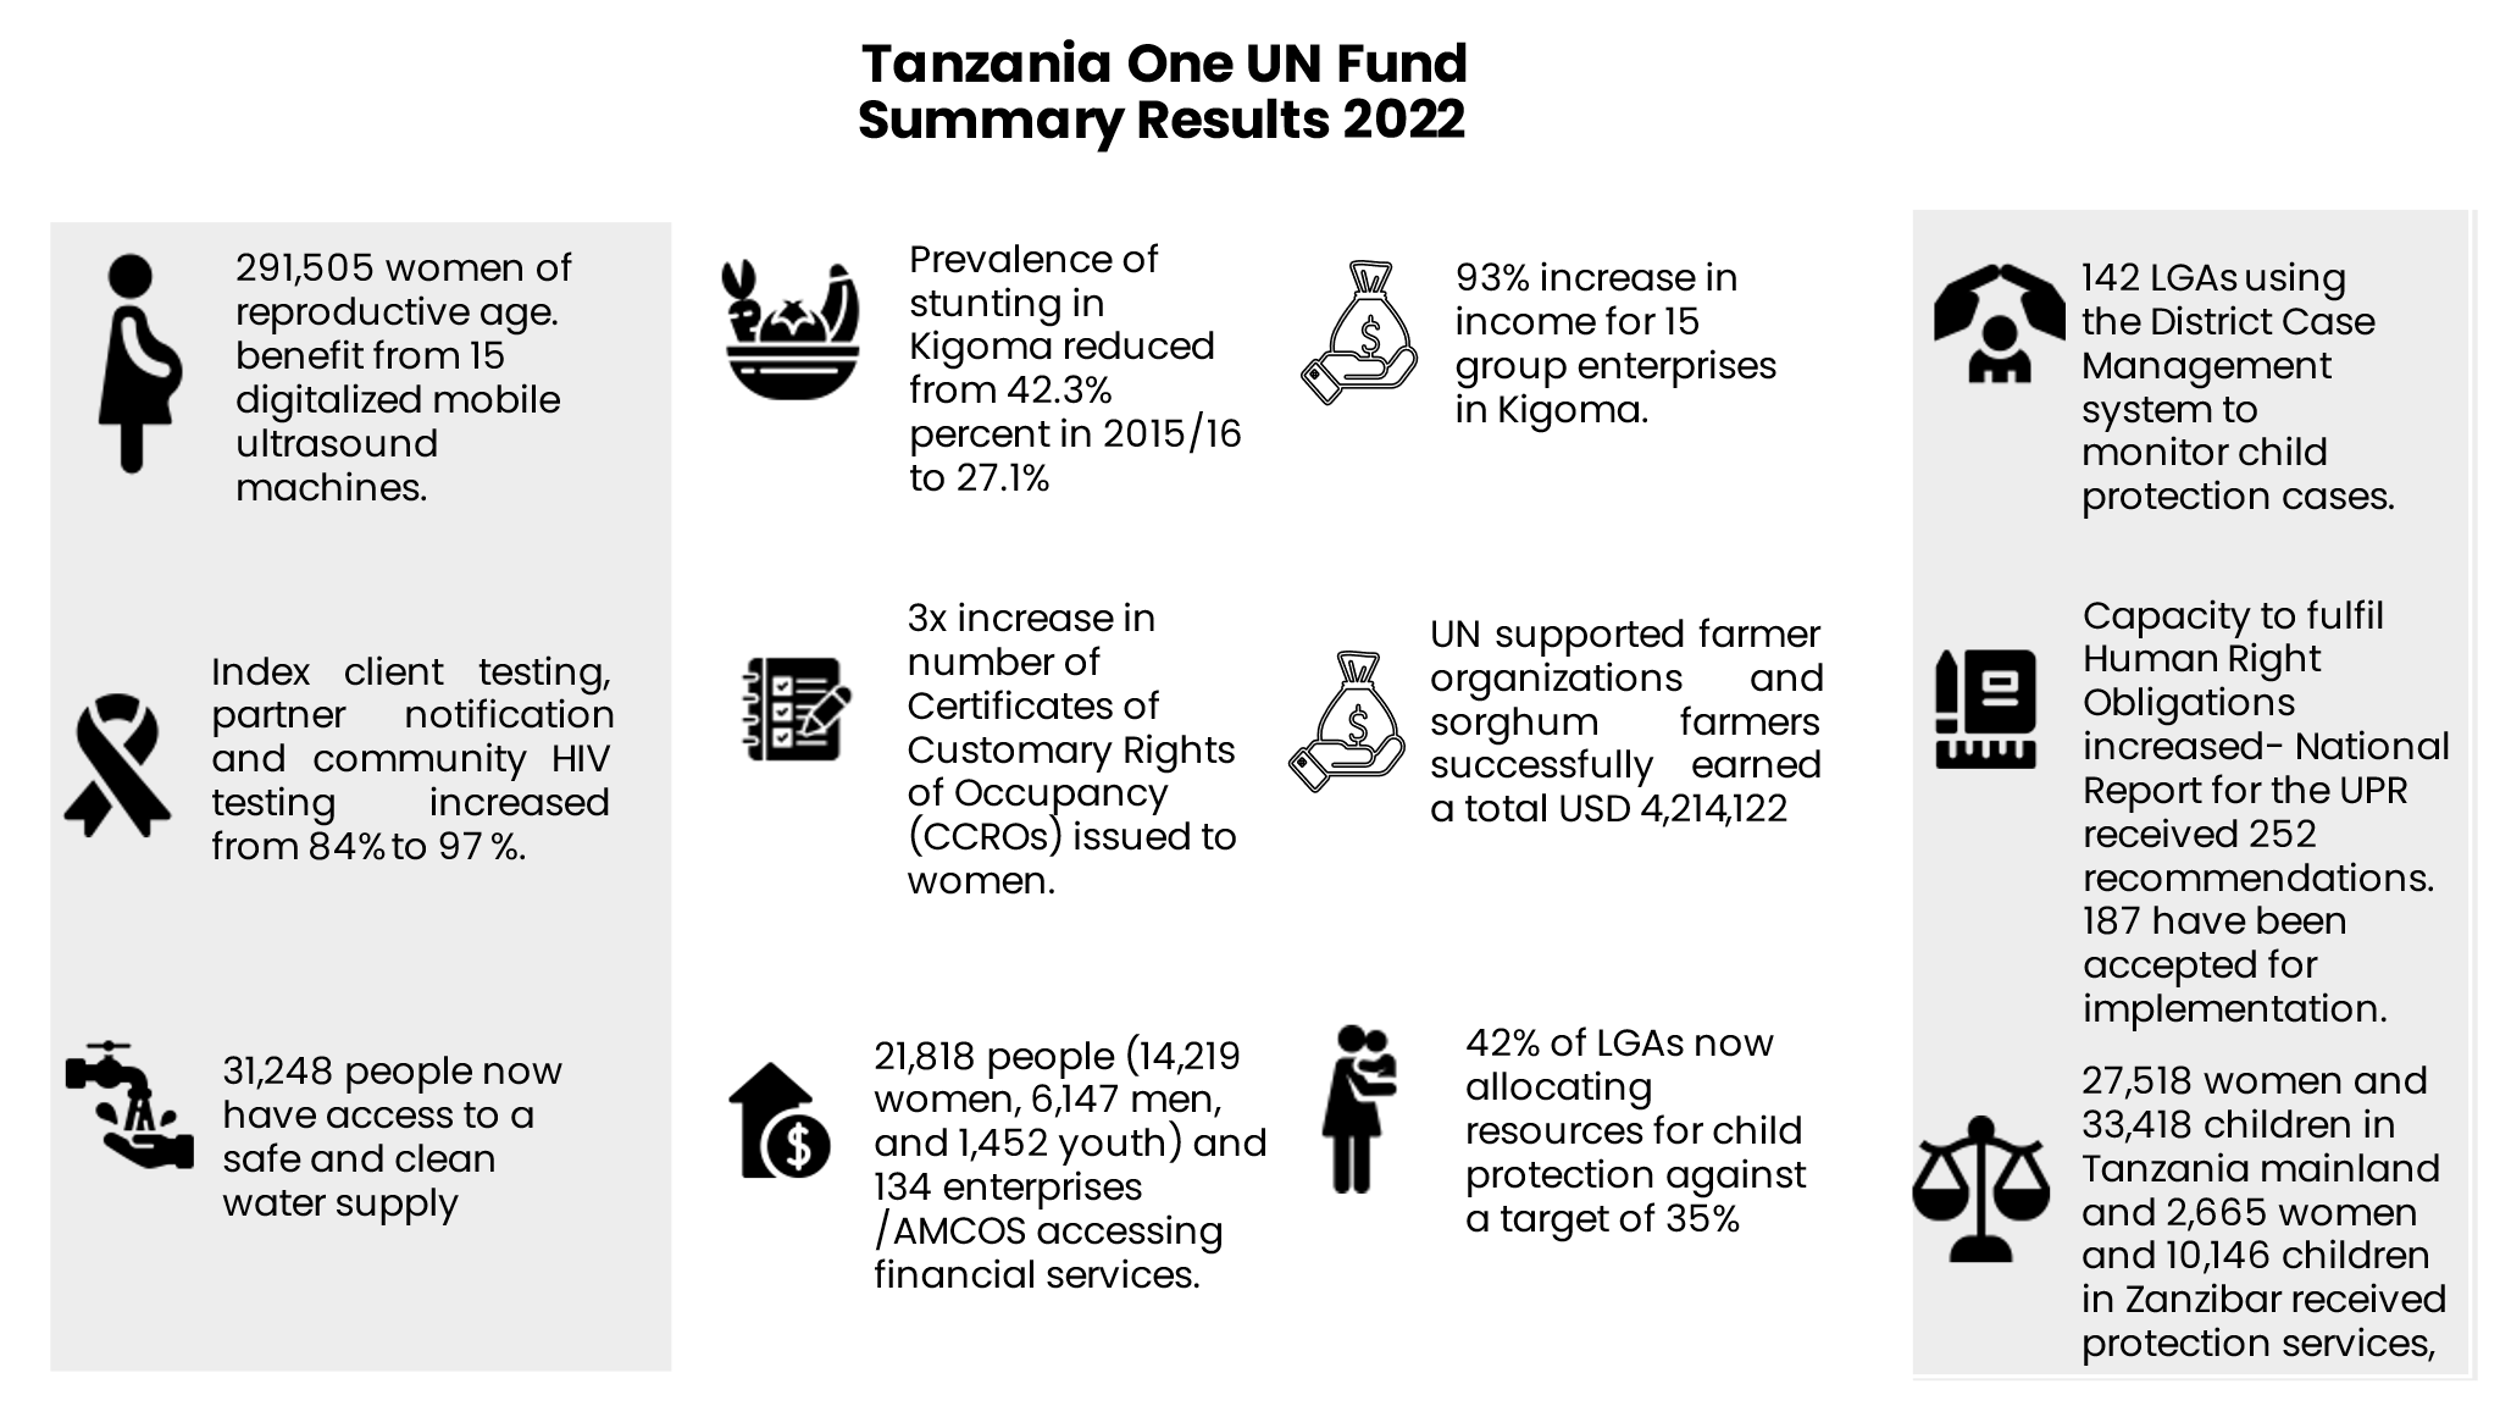 Tanzania One UN Fund
Summary Results 2022
291,505 women of
reproductive age.
benefit from 15
digitalized mobile
ultrasound
machines.
Index client testing,
partner notification
and community HIV
testing increased
from 84% to 97 %.
31,248 people now
have access to a
safe and clean
water supply
Prevalence of
stunting in
Kigoma reduced
from 42.3%
percent in 2015/16
to 27.1%
3x increase in
number of
Certificates of
Customary Rights
of Occupancy
(CCROs) issued to
women.
21,818 people (14,219
women, 6,147 men,
and 1,452 youth) and
134 enterprises
/AMCOS accessing
financial services.
93% increase in
income for 15
group enterprises
in Kigoma.
UN supported farmer
organizations and
sorghum farmers
successfully earned
a total USD 4,214,122
42% of LGAs now
allocating
resources for child
protection against
a target of 35%
142 LGAs using
the District Case
Management
system to
monitor child
protection cases.
Capacity to fulfil
Human Right
Obligations
increased- National
Report for the UPR
received 252
recommendations.
187 have been
accepted for
implementation.
27,518 women and
33,418 children in
Tanzania mainland
and 2,665 women
and 10,146 children
in Zanzibar received
protection services,